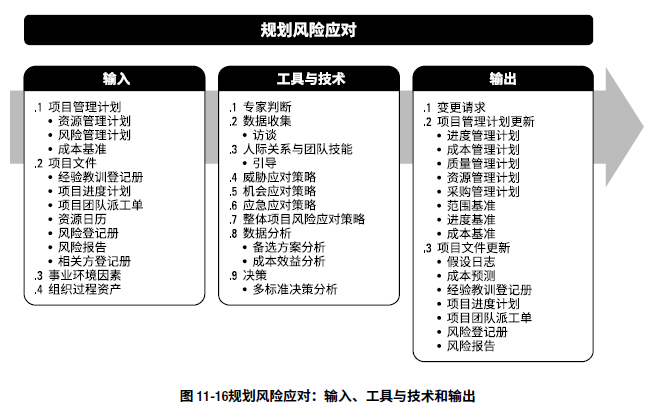 规划风险应对
输入
.1 项目管理计划
• 资源管理计划
• 风险管理计划
• 成本基准
.2 项目文件
• 经验教训登记册
• 项目进度计划
• 项目团队派工单
• 资源日历
• 风险登记册
• 风险报告
• 相关方登记册
.3 事业环境因素
.4 组织过程资产
工具与技术
.1 专家判断
.2 数据收集
• 访谈
.3 人际关系与团队技能
• 引导
.4 威胁应对策略
.5 机会应对策略
.6 应急应对策略
.7 整体项目风险应对策略
.8 数据分析
• 备选方案分析
• 成本效益分析
.9 决策
• 多标准决策分析
输出
.1 变更请求
.2 项目管理计划更新
• 进度管理计划
• 成本管理计划
• 质量管理计划
• 资源管理计划
• 采购管理计划
• 范围基准
• 进度基准
• 成本基准
.3 项目文件更新
• 假设日志
• 成本预测
• 经验教训登记册
• 项目进度计划
• 项目团队派工单
• 风险登记册
• 风险报告
图 11-16规划风险应对：输入、工具与技术和输出